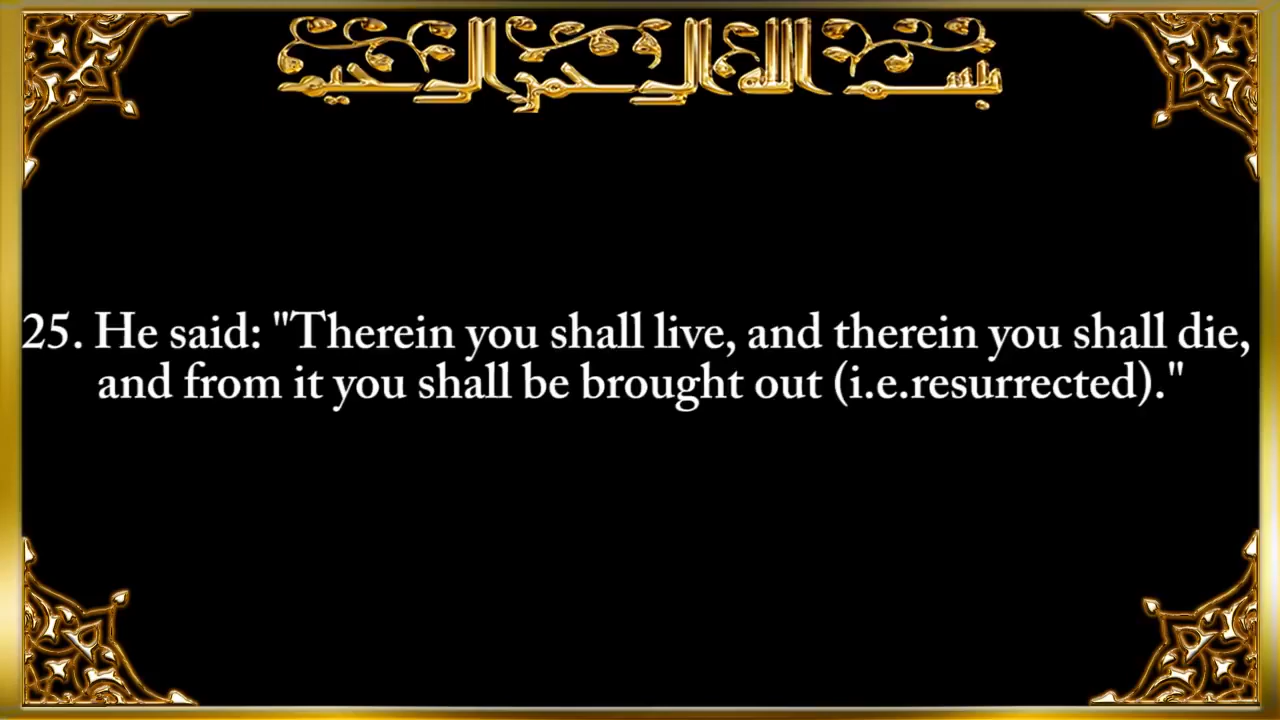 بسم الله الرحمن الرحيم
25. He said: "Therein you shall live, and therein you shall die,
and from it you shall be brought out (i.e.resurrected)."